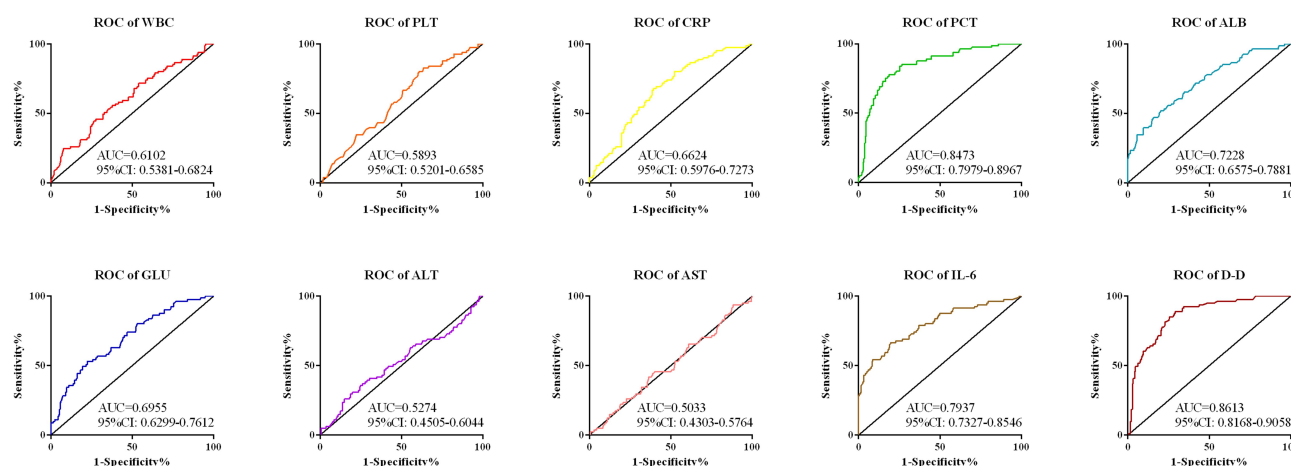 ROC of WBC
100
50
0
0 50 100
Sensitivity%
1-Specificity%
AUC=0.6102
95%CI: 0.5381-0.6824
ROC of PLT
100
50
0
0 50 100
Sensitivity%
1-Specificity%
AUC=0.5893
95%CI: 0.5201-0.6585
ROC of CRP
100
50
0
0 50 100
Sensitivity%
1-Specificity%
AUC=0.6624
95%CI: 0.5976-0.7273
ROC of PCT
100
50
0
0 50 100
Sensitivity%
1-Specificity%
AUC=0.8473
95%CI: 0.7979-0.8967
ROC of ALB
100
50
0
0 50 100
Sensitivity%
1-Specificity%
AUC=0.7228
95%CI: 0.6575-0.7881
ROC of GLU
100
50
0
0 50 100
Sensitivity%
1-Specificity%
AUC=0.6955
95%CI: 0.6299-0.7612
ROC of ALT
100
50
0
0 50 100
Sensitivity%
1-Specificity%
AUC=0.5274
95%CI: 0.4505-0.6044
ROC of AST
100
50
0
0 50 100
Sensitivity%
1-Specificity%
AUC=0.5033
95%CI: 0.4303-0.5764
ROC of IL-6
100
50
0
0 50 100
Sensitivity%
1-Specificity%
AUC=0.7937
95%CI: 0.7327-0.8546
ROC of D-D
100
50
0
0 50 100
Sensitivity%
1-Specificity%
AUC=0.8613
95%CI: 0.8168-0.9058